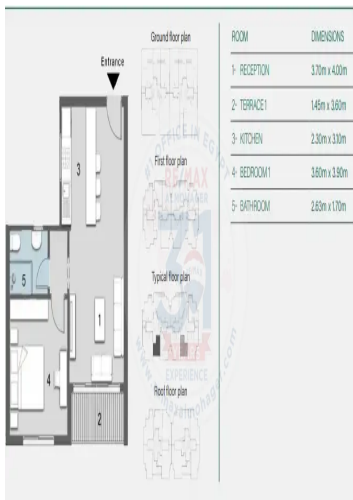 Entrance
3
5
1
4
2
Ground floor plan
First floor plan
Typical floor plan
Roof floor plan
RE/MAX
ALMOHAGER
31
EXPERIENCE
ROOM DIMENSIONS
1- RECEPTION 3.70m x 4.00m
2- TERRACE 1 1.45m x 3.60m
3- KITCHEN 2.30m x 3.10m
4- BEDROOM 1 3.60m x 3.90m
5- BATHROOM 2.63m x 1.70m